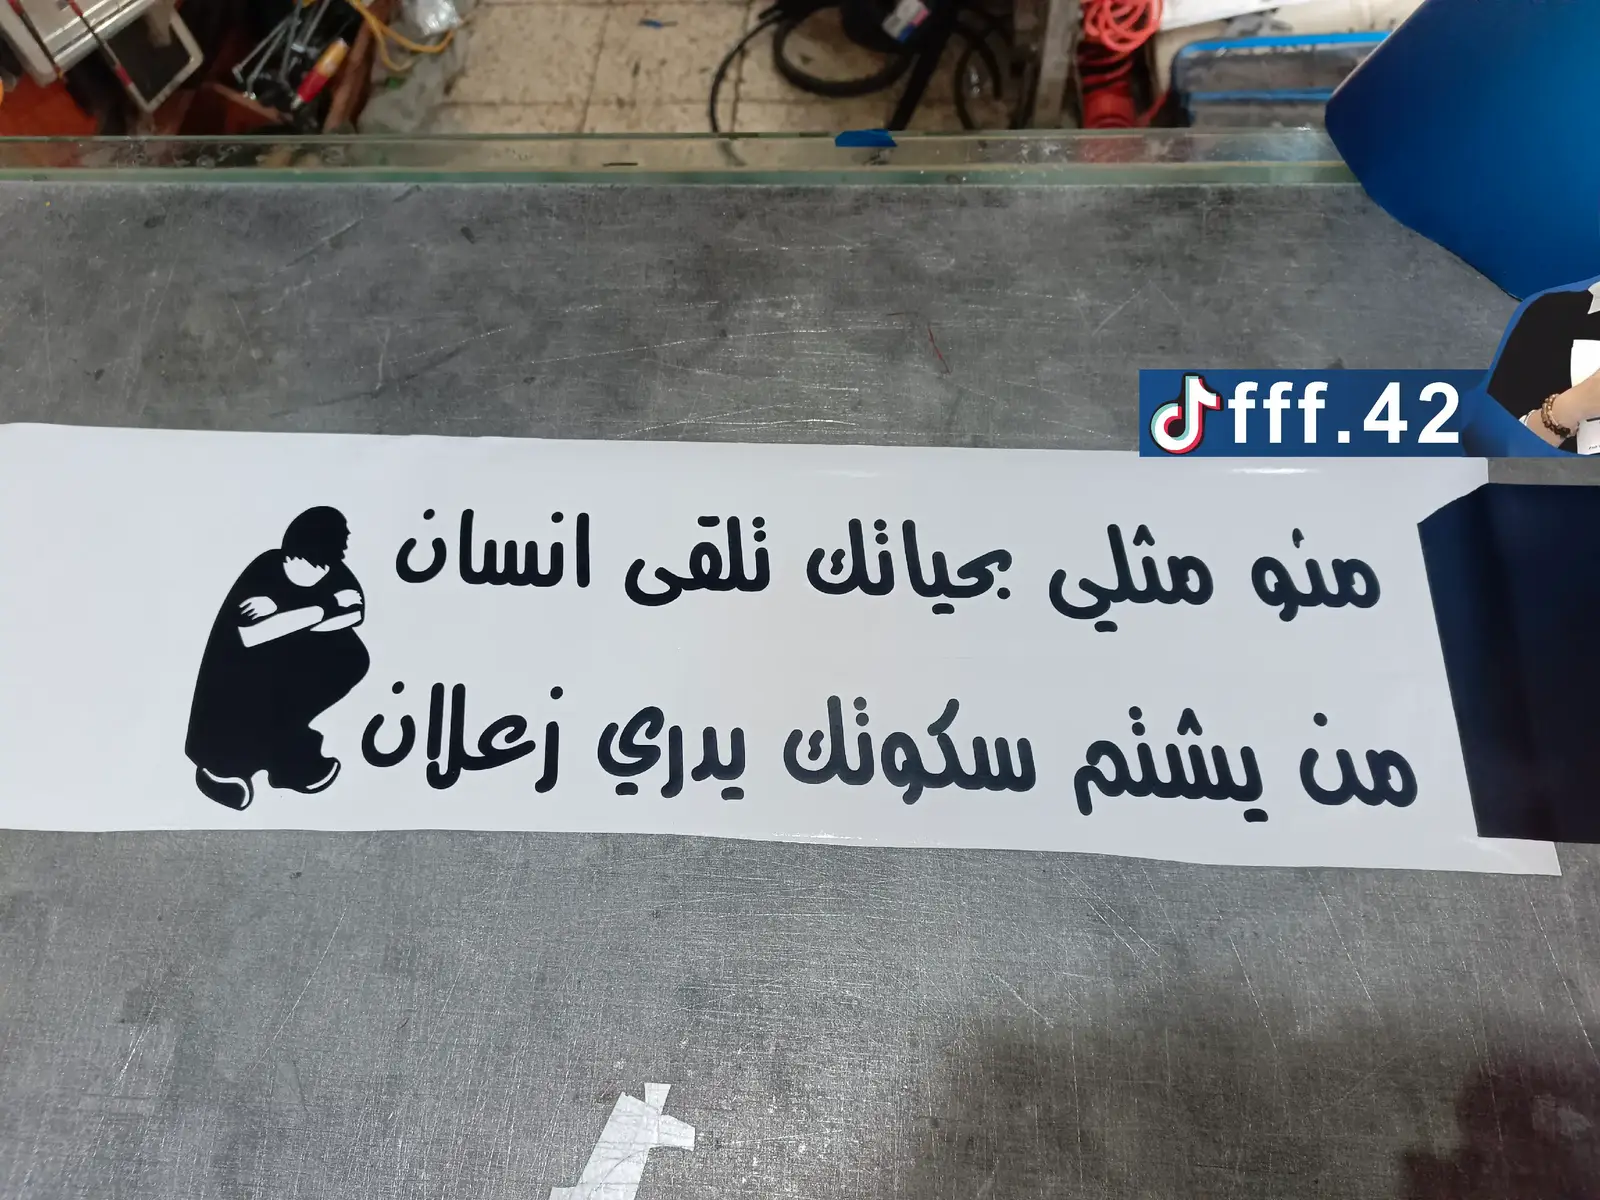 fff.42
منو مثلي بحياتك تلقى انسان
من يشتم سكوتك يدري زعلان